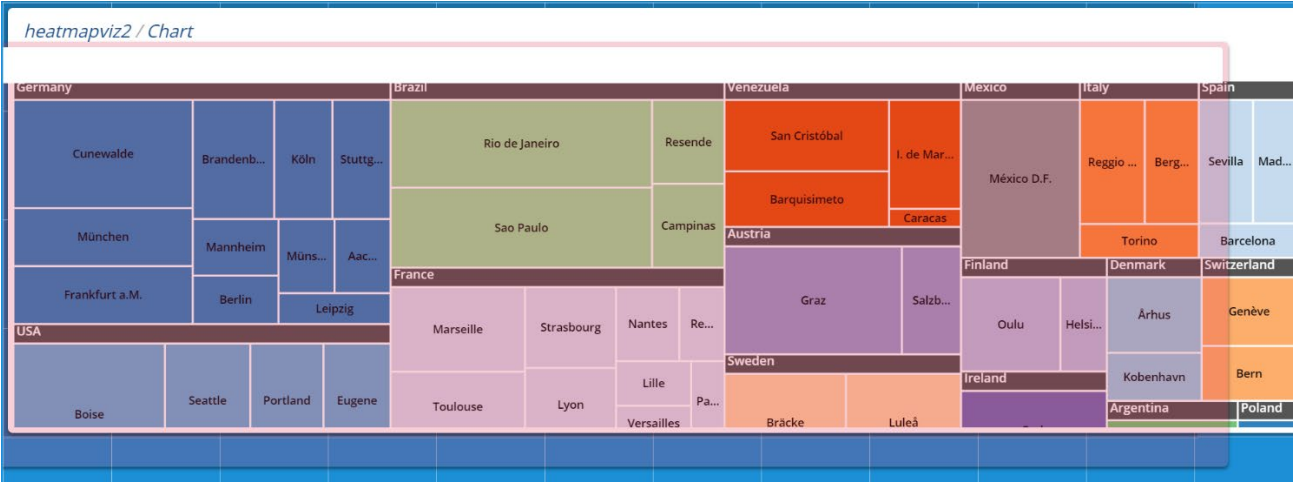 heatmapviz2 / Chart
Germany
Cunewalde
Brandenb...
Köln
Stuttg...
München
Mannheim
Müns...
Aac...
Frankfurt a.M.
Berlin
Leipzig
USA
Boise
Seattle
Portland
Eugene
Brazil
Rio de Janeiro
Resende
Sao Paulo
Campinas
France
Marseille
Strasbourg
Nantes
Re...
Toulouse
Lyon
Lille
Versailles
Pa...
Venezuela
San Cristóbal
I. de Mar...
Barquisimeto
Caracas
Austria
Graz
Salzb...
Sweden
Bräcke
Luleå
Mexico
México D.F.
Italy
Reggio ...
Berg...
Torino
Spain
Sevilla
Mad...
Barcelona
Finland
Oulu
Helsi...
Denmark
Århus
Kobenhavn
Switzerland
Genève
Bern
Ireland
Argentina
Poland